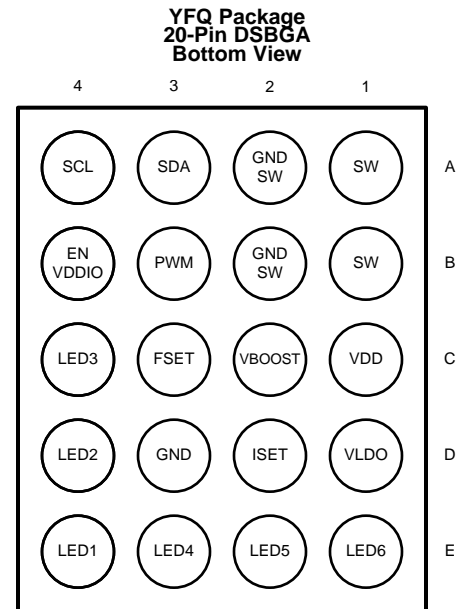 YFQ Package
20-Pin DSBGA
Bottom View
4 3 2 1
SCL SDA GND SW SW A
EN VDDIO PWM GND SW SW B
LED3 FSET VBOOST VDD C
LED2 GND ISET VLDO D
LED1 LED4 LED5 LED6 E